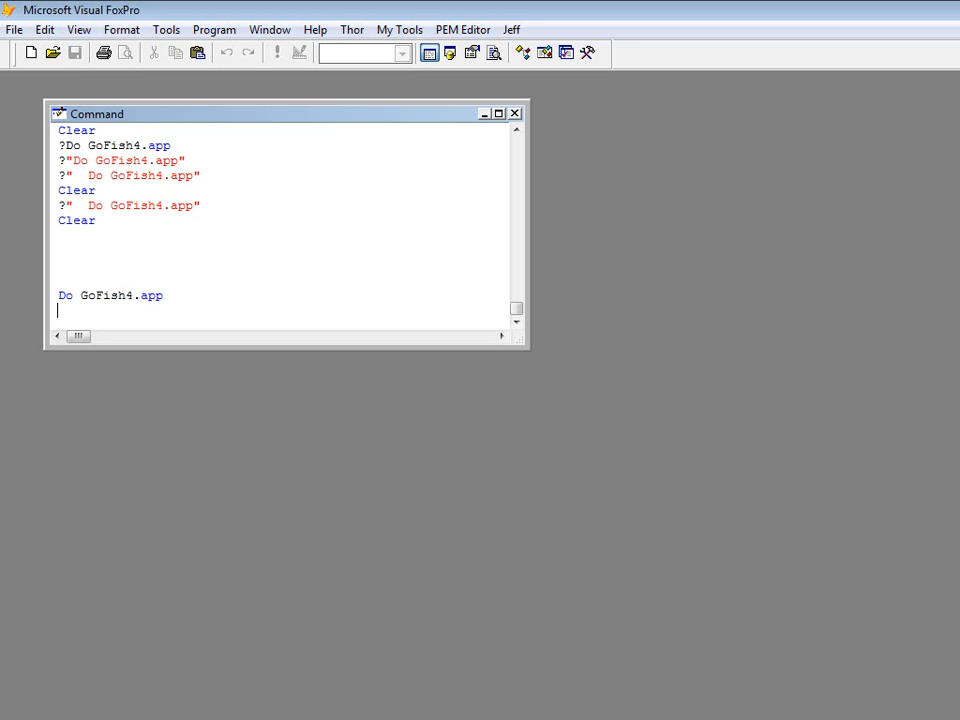 Microsoft Visual FoxPro
File Edit View Format Tools Program Window Help Thor My Tools PEM Editor Jeff
Command
Clear
?Do GoFish4.app
?"Do GoFish4.app"
?"  Do GoFish4.app"
Clear
?"  Do GoFish4.app"
Clear
Do GoFish4.app